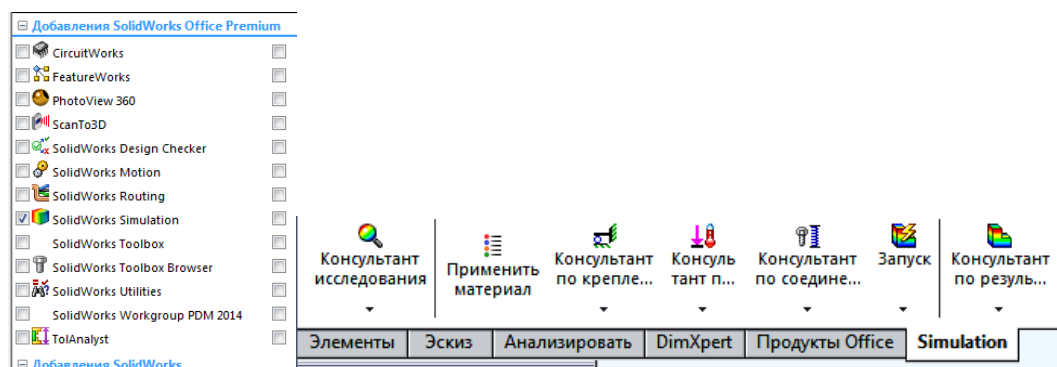 Добавления SolidWorks Office Premium
CircuitWorks
FeatureWorks
PhotoView 360
ScanTo3D
SolidWorks Design Checker
SolidWorks Motion
SolidWorks Routing
SolidWorks Simulation
SolidWorks Toolbox
SolidWorks Toolbox Browser
SolidWorks Utilities
SolidWorks Workgroup PDM 2014
TolAnalyst
Добавления SolidWorks
Консультант
исследования
Применить
материал
Консультант
по крепле...
Консуль
тант п...
Консультант
по соедине...
Запуск
Консультант
по резуль...
Элементы Эскиз Анализировать DimXpert Продукты Office Simulation